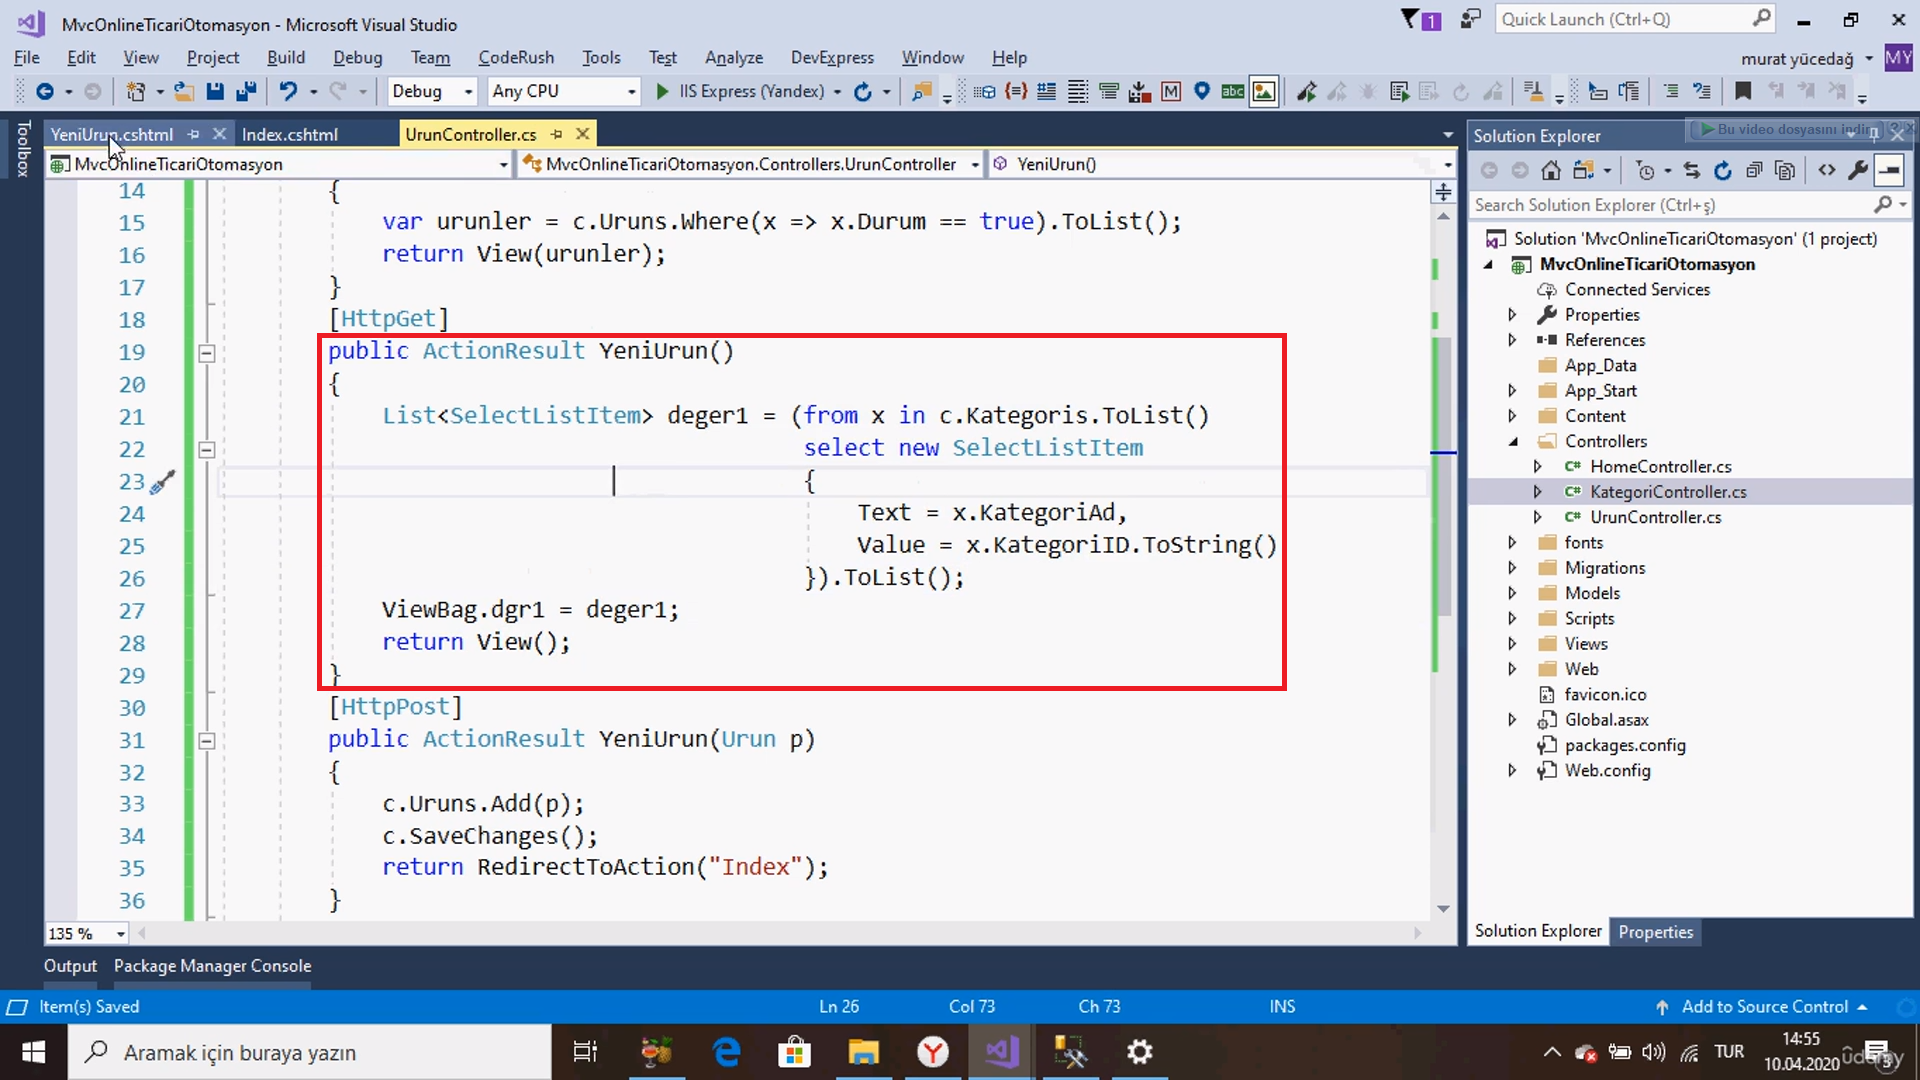 MvcOnlineTicariOtomasyon - Microsoft Visual Studio
1
Quick Launch (Ctrl+Q)
File Edit View Project Build Debug Team CodeRush Tools Test Analyze DevExpress Window Help
murat yücedağ MY
Debug Any CPU IIS Express (Yandex)
Toolbox
YeniUrun.cshtml Index.cshtml UrunController.cs
MvcOnlineTicariOtomasyon MvcOnlineTicariOtomasyon.Controllers.UrunController YeniUrun()
14 {
15 var urunler = c.Uruns.Where(x => x.Durum == true).ToList();
16 return View(urunler);
17 }
18 [HttpGet]
19 public ActionResult YeniUrun()
20 {
21 List<SelectListItem> deger1 = (from x in c.Kategoris.ToList()
22 select new SelectListItem
23 {
24 Text = x.KategoriAd,
25 Value = x.KategoriID.ToString()
26 }).ToList();
27 ViewBag.dgr1 = deger1;
28 return View();
29 }
30 [HttpPost]
31 public ActionResult YeniUrun(Urun p)
32 {
33 c.Uruns.Add(p);
34 c.SaveChanges();
35 return RedirectToAction("Index");
36 }
135 %
Solution Explorer
Bu video dosyasını indir
Search Solution Explorer (Ctrl+ş)
Solution 'MvcOnlineTicariOtomasyon' (1 project)
MvcOnlineTicariOtomasyon
Connected Services
Properties
References
App_Data
App_Start
Content
Controllers
C# HomeController.cs
C# KategoriController.cs
C# UrunController.cs
fonts
Migrations
Models
Scripts
Views
Web
favicon.ico
Global.asax
packages.config
Web.config
Solution Explorer Properties
Output Package Manager Console
Item(s) Saved Ln 26 Col 73 Ch 73 INS Add to Source Control
Aramak için buraya yazın
TUR
14:55
10.04.2020
3
udemy